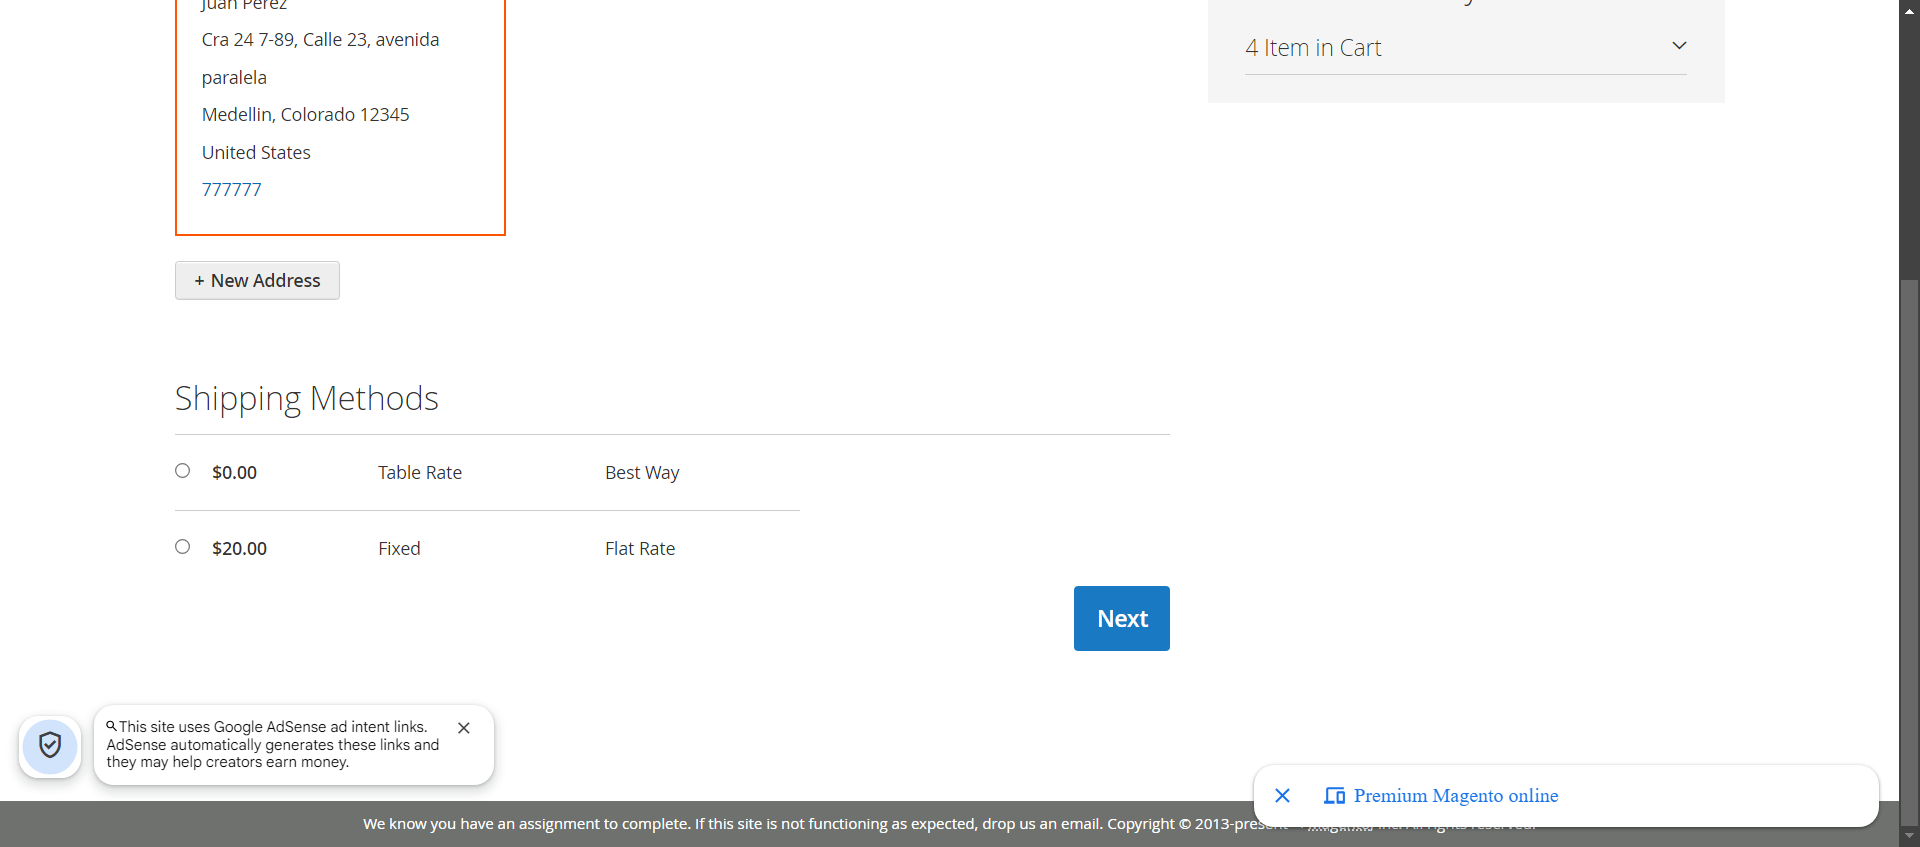 Juan Perez
Cra 24 7-89, Calle 23, avenida
paralela
Medellin, Colorado 12345
United States
777777
+ New Address
4 Item in Cart
Shipping Methods
$0.00 Table Rate Best Way
$20.00 Fixed Flat Rate
Next
This site uses Google AdSense ad intent links.
AdSense automatically generates these links and
they may help creators earn money.
Premium Magento online
We know you have an assignment to complete. If this site is not functioning as expected, drop us an email. Copyright © 2013-present